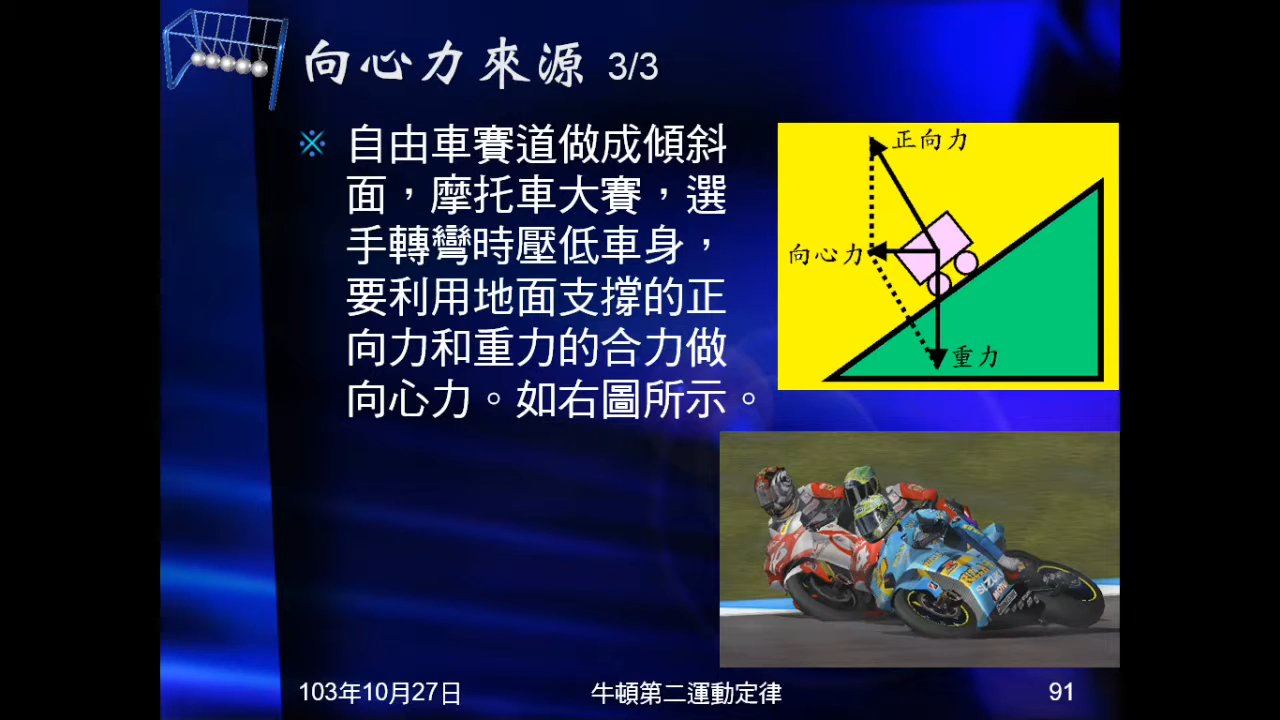 向心力來源 3/3
※ 自由車賽道做成傾斜
面，摩托車大賽，選
手轉彎時壓低車身，
要利用地面支撐的正
向力和重力的合力做
向心力。如右圖所示。
正向力
向心力
重力
103年10月27日
牛頓第二運動定律
91